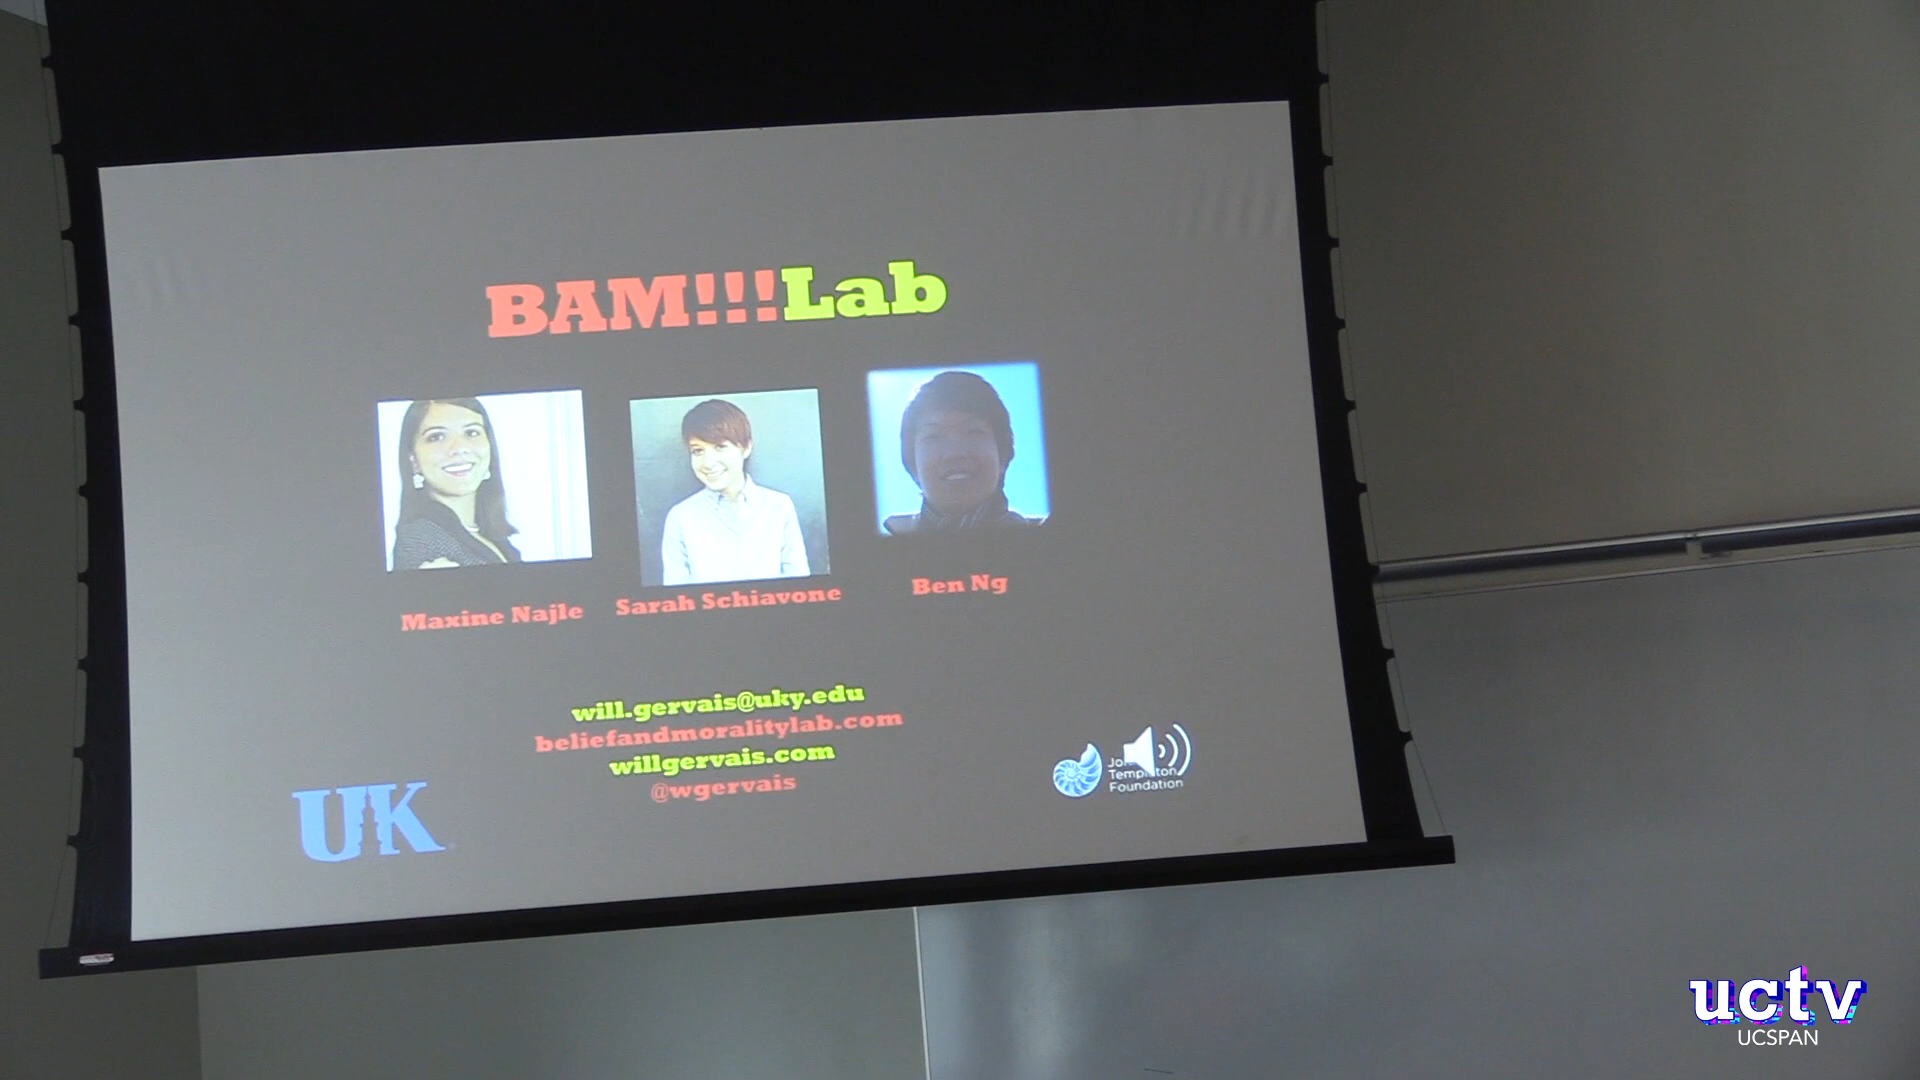 BAM!!!Lab
Maxine Najle
Sarah Schiavone
Ben Ng
will.gervais@uky.edu
beliefandmoralitylab.com
willgervais.com
@wgervais
UK
Templeton
Foundation
uctv
UCSPAN